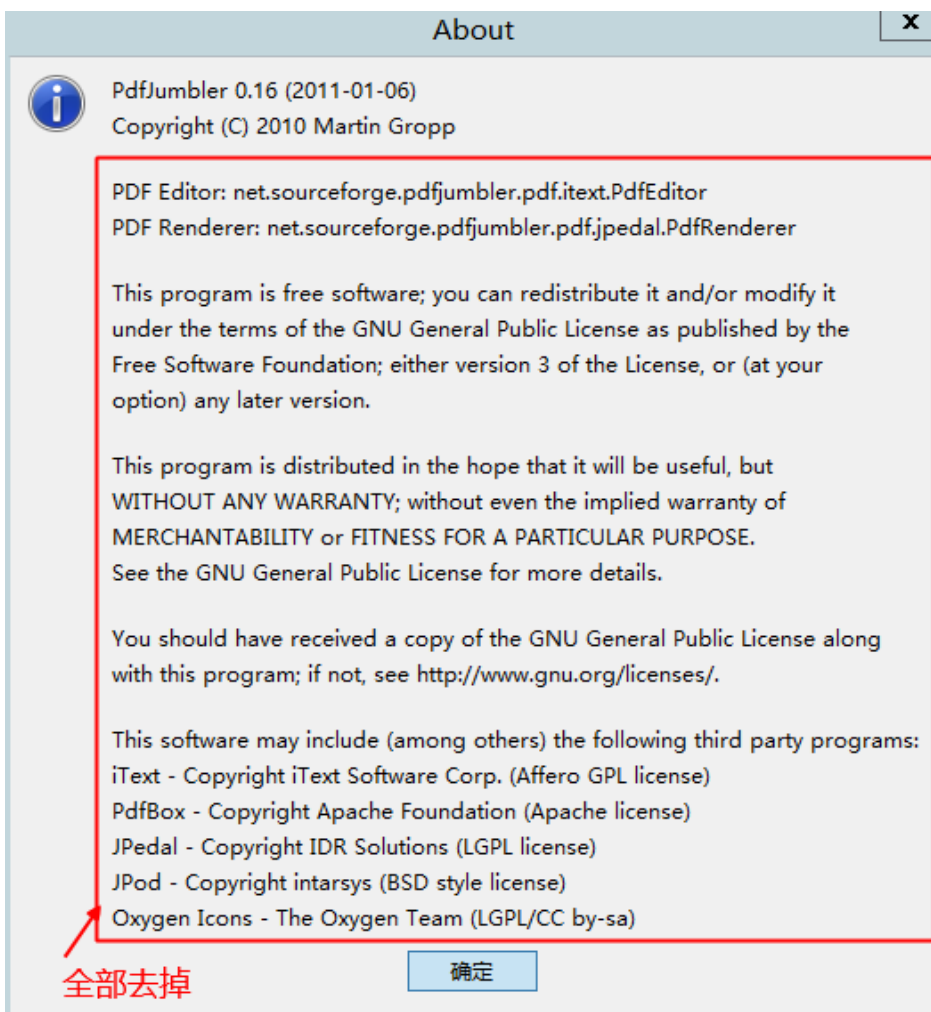 About
x
PdfJumbler 0.16 (2011-01-06)
Copyright (C) 2010 Martin Gropp
PDF Editor: net.sourceforge.pdfjumbler.pdf.itext.PdfEditor
PDF Renderer: net.sourceforge.pdfjumbler.pdf.jpedal.PdfRenderer
This program is free software; you can redistribute it and/or modify it
under the terms of the GNU General Public License as published by the
Free Software Foundation; either version 3 of the License, or (at your
option) any later version.
This program is distributed in the hope that it will be useful, but
WITHOUT ANY WARRANTY; without even the implied warranty of
MERCHANTABILITY or FITNESS FOR A PARTICULAR PURPOSE.
See the GNU General Public License for more details.
You should have received a copy of the GNU General Public License along
with this program; if not, see http://www.gnu.org/licenses/.
This software may include (among others) the following third party programs:
iText - Copyright iText Software Corp. (Affero GPL license)
PdfBox - Copyright Apache Foundation (Apache license)
JPedal - Copyright IDR Solutions (LGPL license)
JPod - Copyright intarsys (BSD style license)
Oxygen Icons - The Oxygen Team (LGPL/CC by-sa)
全部去掉
确定